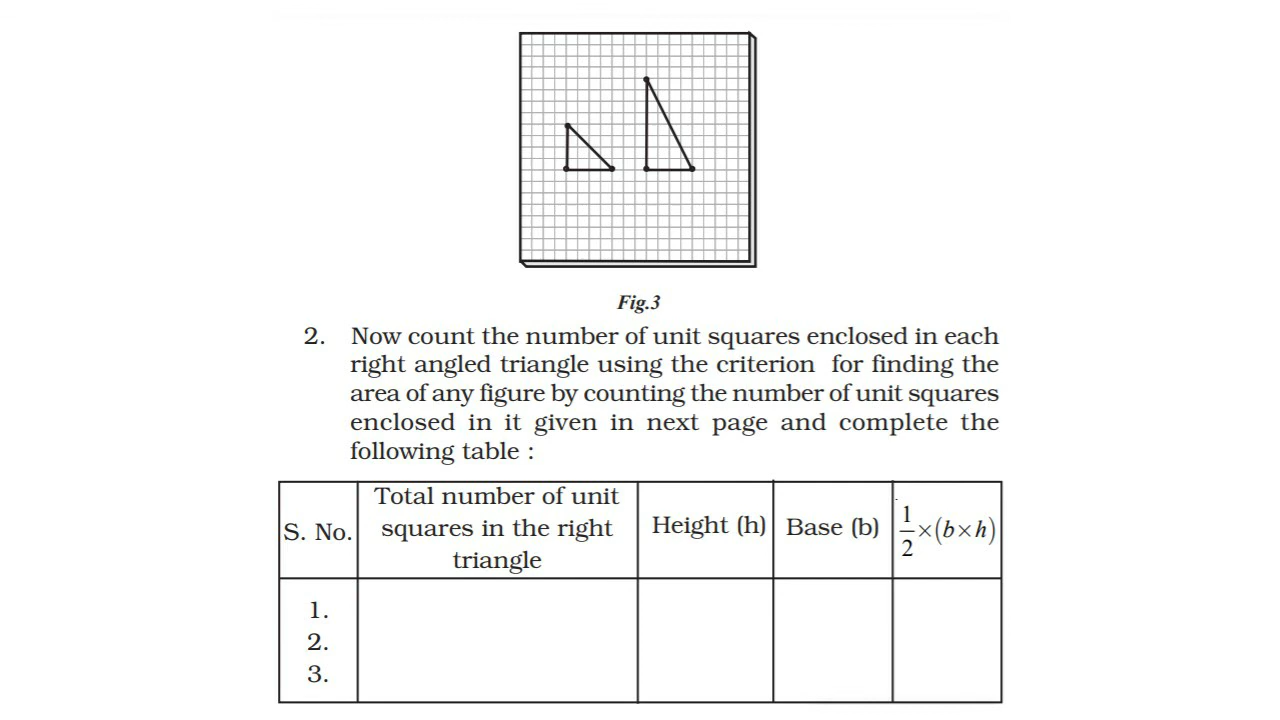 Fig.3
2. Now count the number of unit squares enclosed in each
right angled triangle using the criterion for finding the
area of any figure by counting the number of unit squares
enclosed in it given in next page and complete the
following table :
S. No.
Total number of unit
squares in the right
triangle
Height (h)
Base (b)
1/2 ×(b×h)
1.
2.
3.